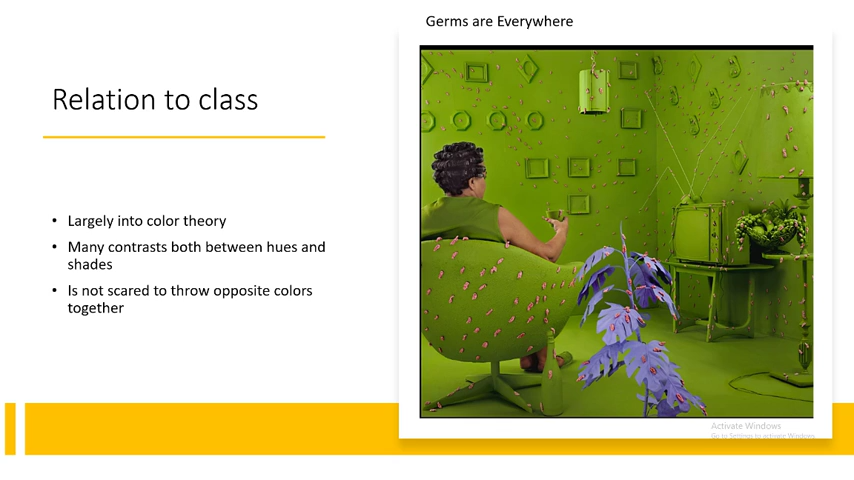 Germs are Everywhere
Relation to class
• Largely into color theory
• Many contrasts both between hues and
shades
• Is not scared to throw opposite colors
together
Activate Windows
Go to Settings to activate Windows.